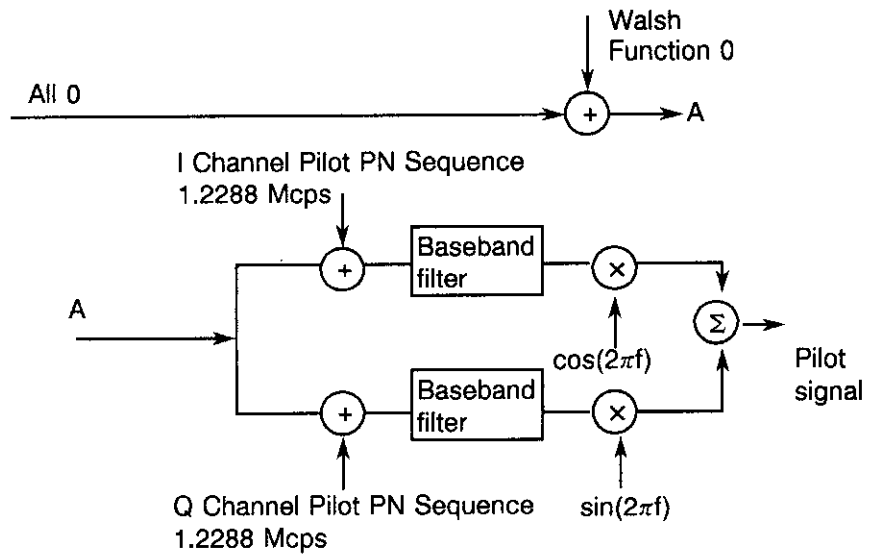 Walsh
Function 0
All 0
+
A
I Channel Pilot PN Sequence
1.2288 Mcps
+
Baseband
filter
×
A
Σ
cos(2πf)
Pilot
signal
+
Baseband
filter
×
Q Channel Pilot PN Sequence
1.2288 Mcps
sin(2πf)